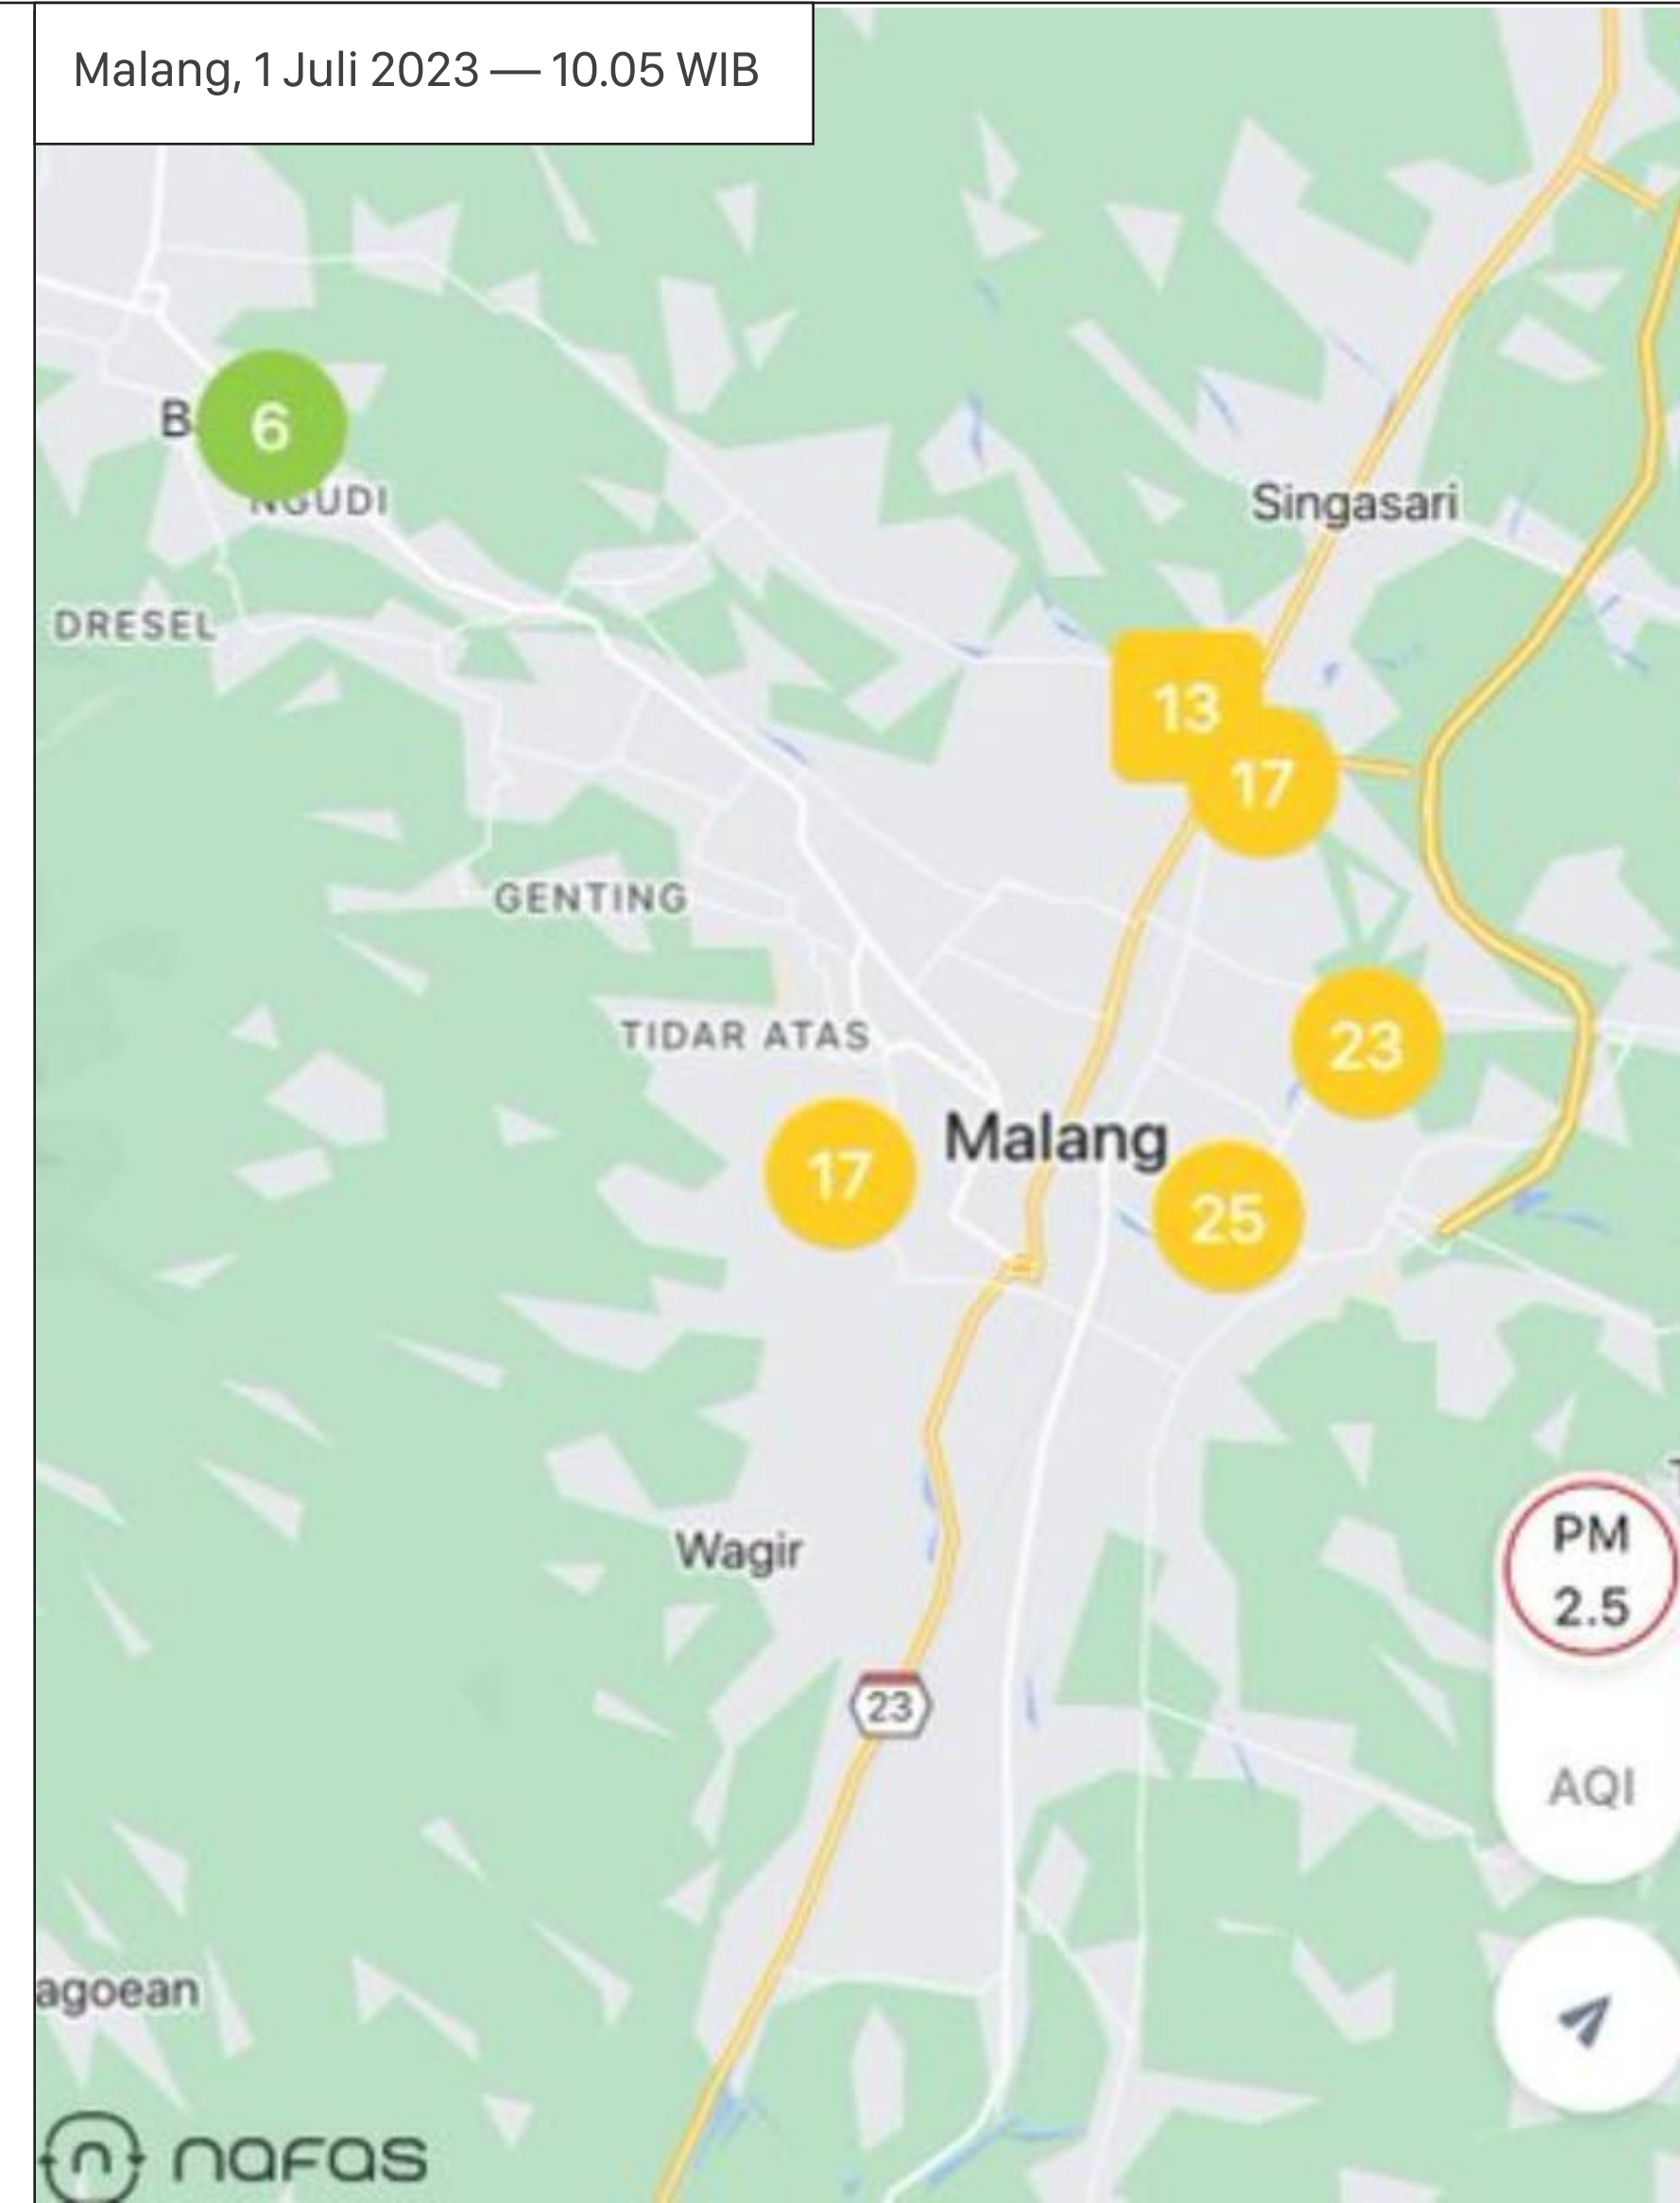 Malang, 1 Juli 2023 — 10.05 WIB
6
Singasari
DRESEL
13
17
GENTING
TIDAR ATAS
23
Malang
17
25
PM
2.5
Wagir
23
AQI
agoean
nafas